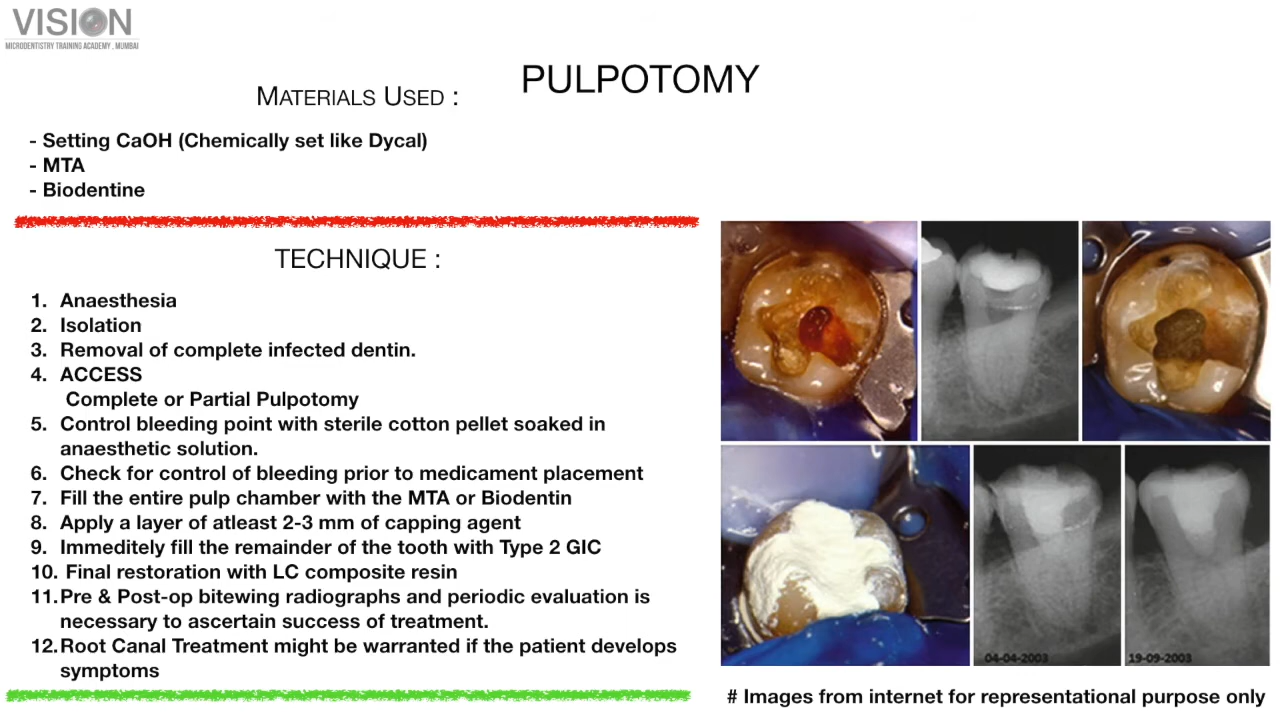 VISION
MICRODENTISTRY TRAINING ACADEMY , MUMBAI
PULPOTOMY
MATERIALS USED :
- Setting CaOH (Chemically set like Dycal)
- MTA
- Biodentine
TECHNIQUE :
1. Anaesthesia
2. Isolation
3. Removal of complete infected dentin.
4. ACCESS
Complete or Partial Pulpotomy
5. Control bleeding point with sterile cotton pellet soaked in
anaesthetic solution.
6. Check for control of bleeding prior to medicament placement
7. Fill the entire pulp chamber with the MTA or Biodentin
8. Apply a layer of atleast 2-3 mm of capping agent
9. Immeditely fill the remainder of the tooth with Type 2 GIC
10. Final restoration with LC composite resin
11. Pre & Post-op bitewing radiographs and periodic evaluation is
necessary to ascertain success of treatment.
12. Root Canal Treatment might be warranted if the patient develops
symptoms
04-04-2003
19-09-2003
# Images from internet for representational purpose only